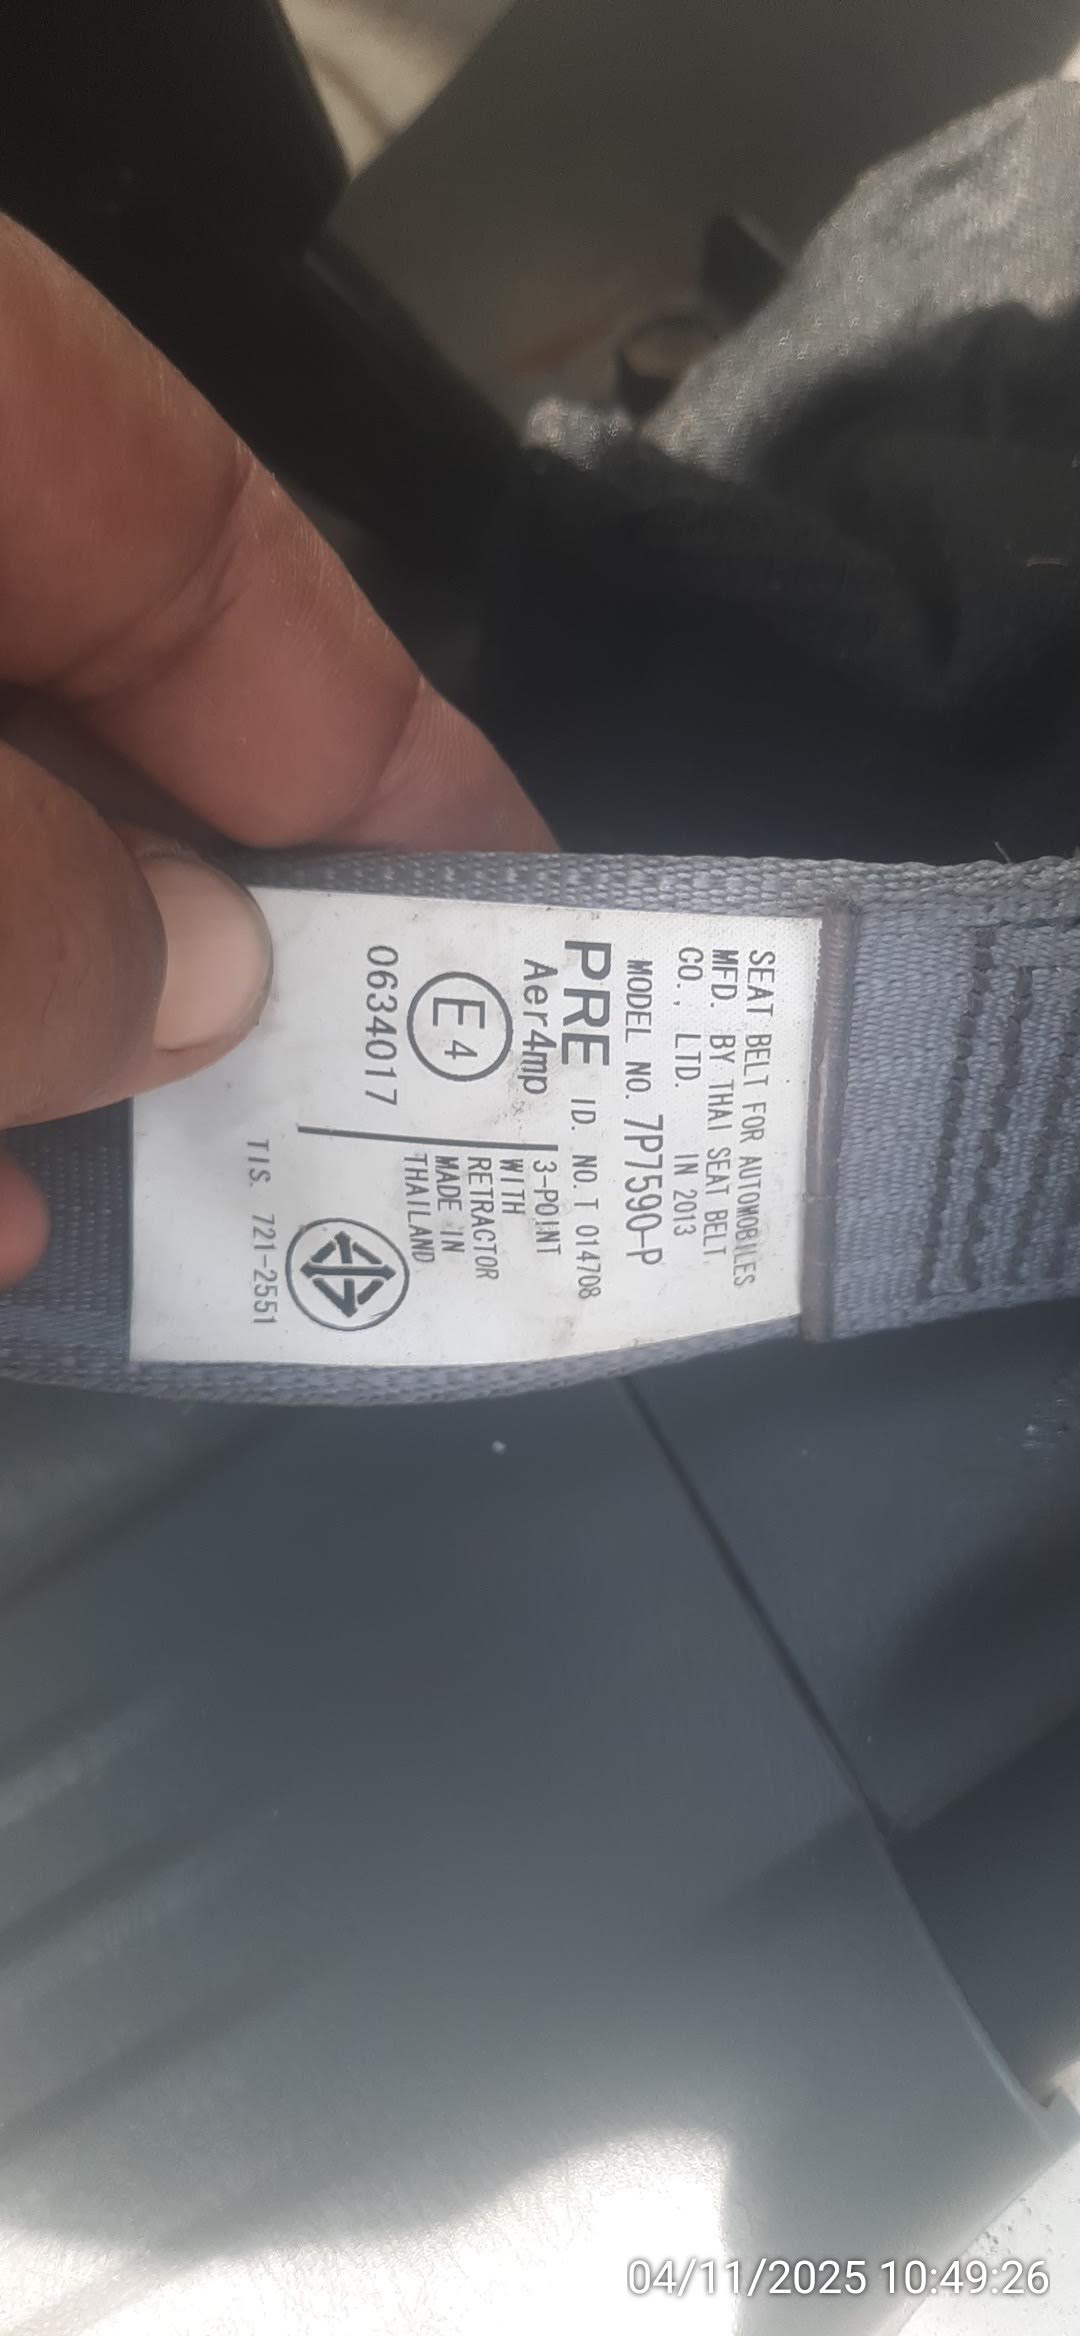 SEAT BELT FOR AUTOMOBILES
MFD. BY THAI SEAT BELT
CO., LTD. IN 2013
MODEL NO. 7P7590-P
PRE ID. NO. T 014708
Aer4mp
E4
0634017
3-POINT
WITH
RETRACTOR
MADE IN
THAILAND
TIS. 721-2551
04/11/2025 10:49:26